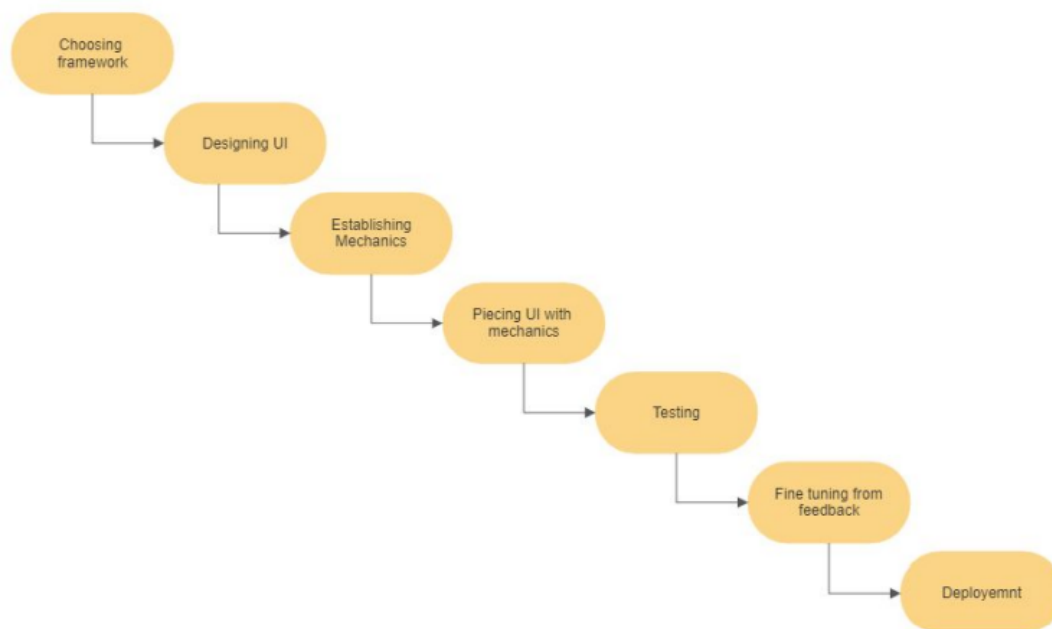 Choosing
framework
Designing UI
Establishing
Mechanics
Piecing UI with
mechanics
Testing
Fine tuning from
feedback
Deployemnt